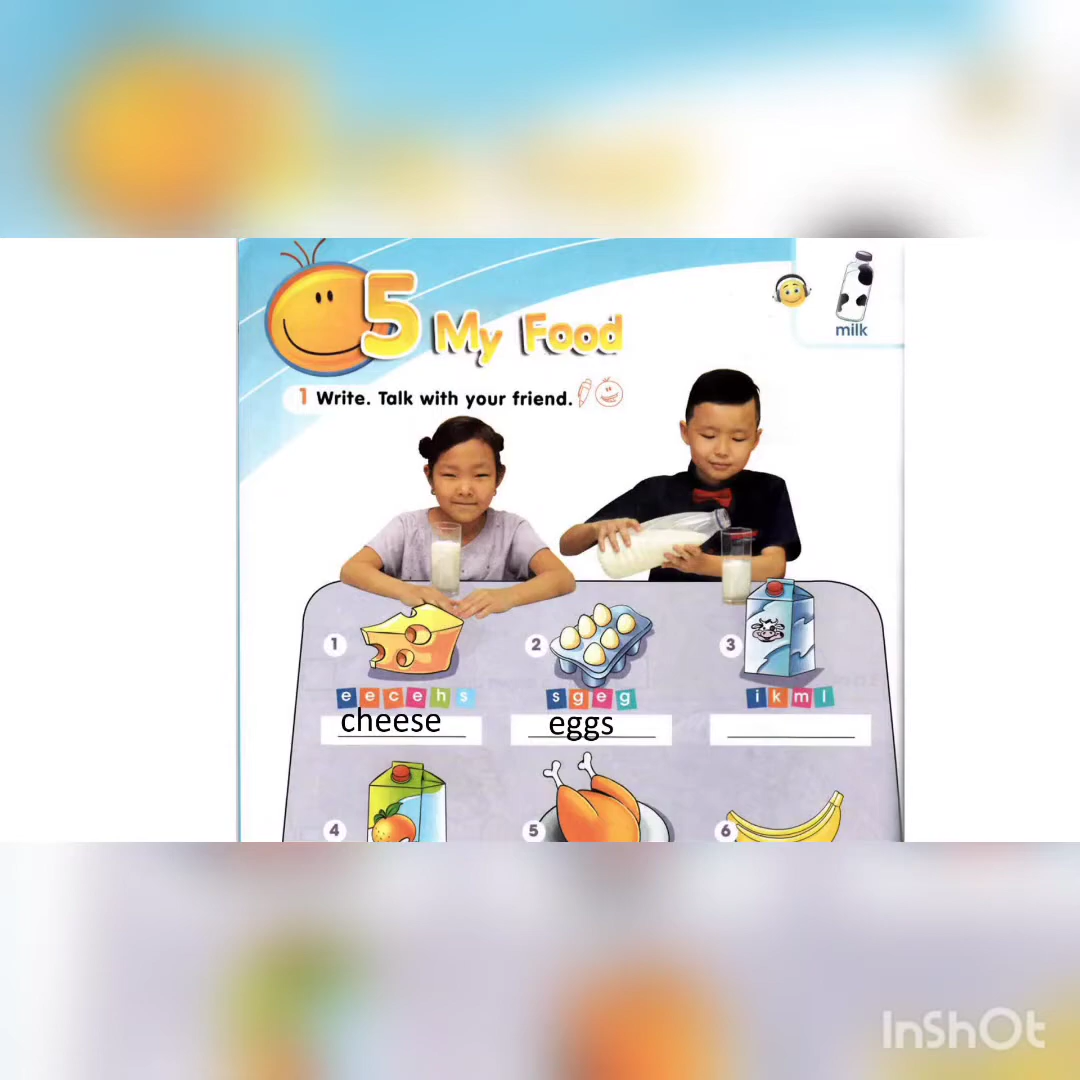 5 My Food
milk
1 Write. Talk with your friend.
1 2 3
e e c e h s
s g e g
i k m l
cheese
eggs
4 5 6
InShOt